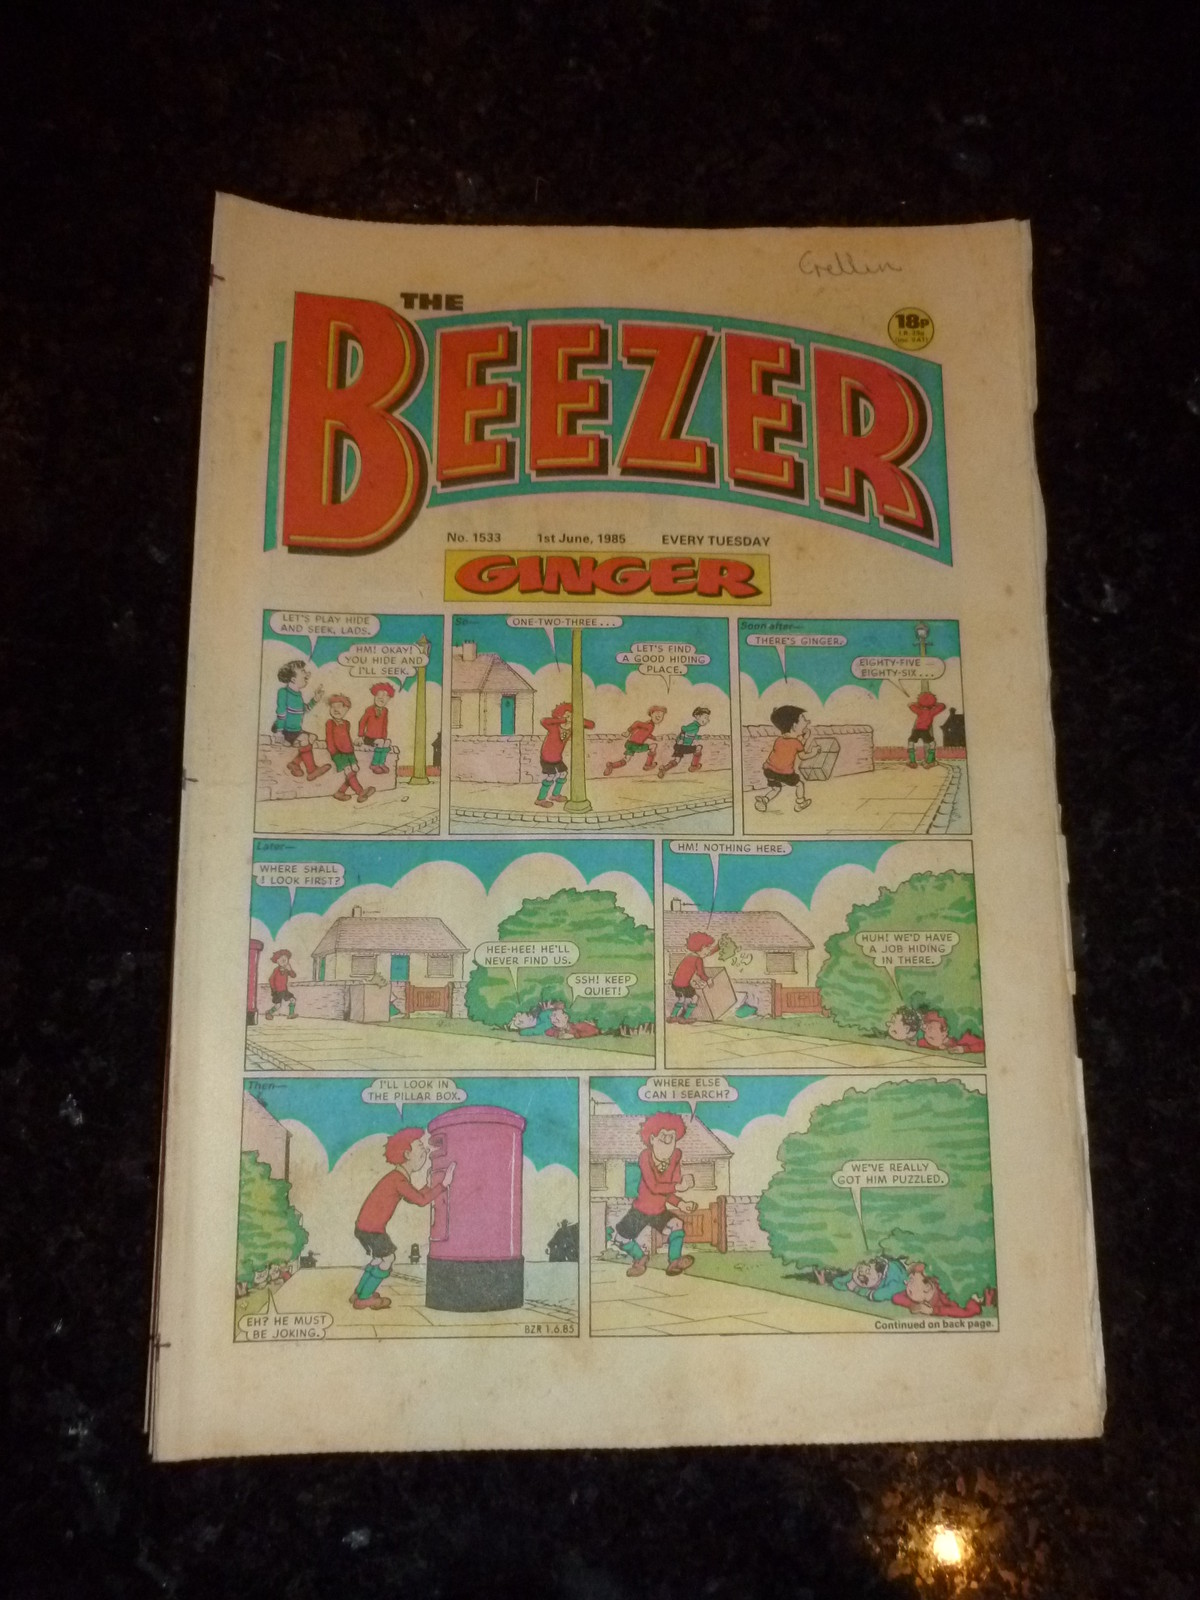 Crellin
THE
BEEZER
18p
No. 1533 1st June, 1985 EVERY TUESDAY
GINGER
LET'S PLAY HIDE
AND SEEK, LADS.
HM! OKAY!
YOU HIDE AND
I'LL SEEK.
So—
ONE-TWO-THREE...
LET'S FIND
A GOOD HIDING
PLACE.
Soon after—
THERE'S GINGER.
EIGHTY-FIVE —
EIGHTY-SIX...
Later—
WHERE SHALL
I LOOK FIRST?
HEE-HEE! HE'LL
NEVER FIND US.
SSH! KEEP
QUIET!
HM! NOTHING HERE.
HUH! WE'D HAVE
A JOB HIDING
IN THERE.
Then—
I'LL LOOK IN
THE PILLAR BOX.
EH? HE MUST
BE JOKING.
BZR 1.6.85
WHERE ELSE
CAN I SEARCH?
WE'VE REALLY
GOT HIM PUZZLED.
Continued on back page.